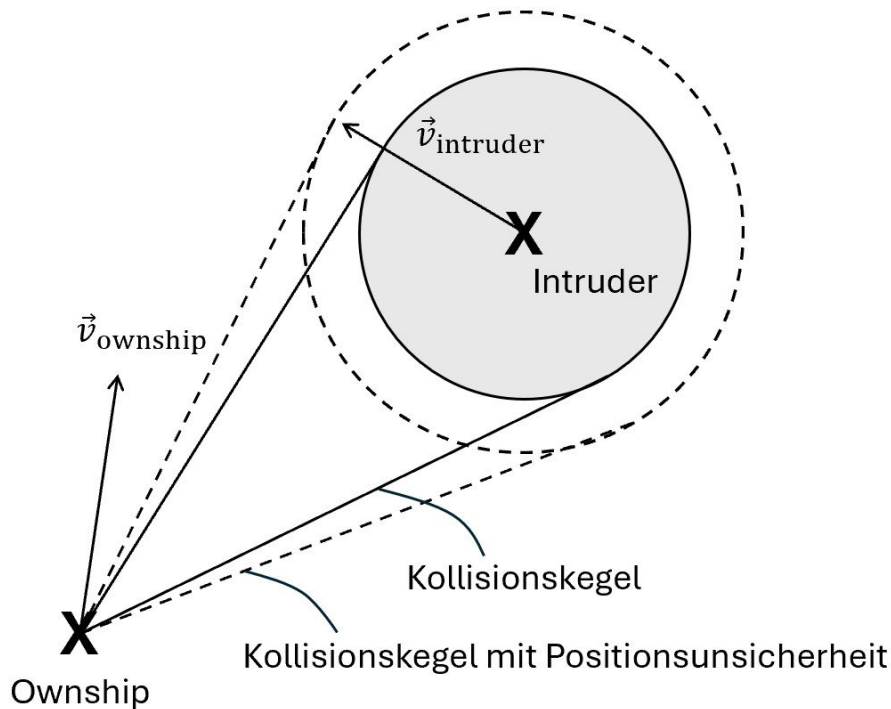 v⃗intruder
X
Intruder
v⃗ownship
Kollisionskegel
X
Kollisionskegel mit Positionsunsicherheit
Ownship